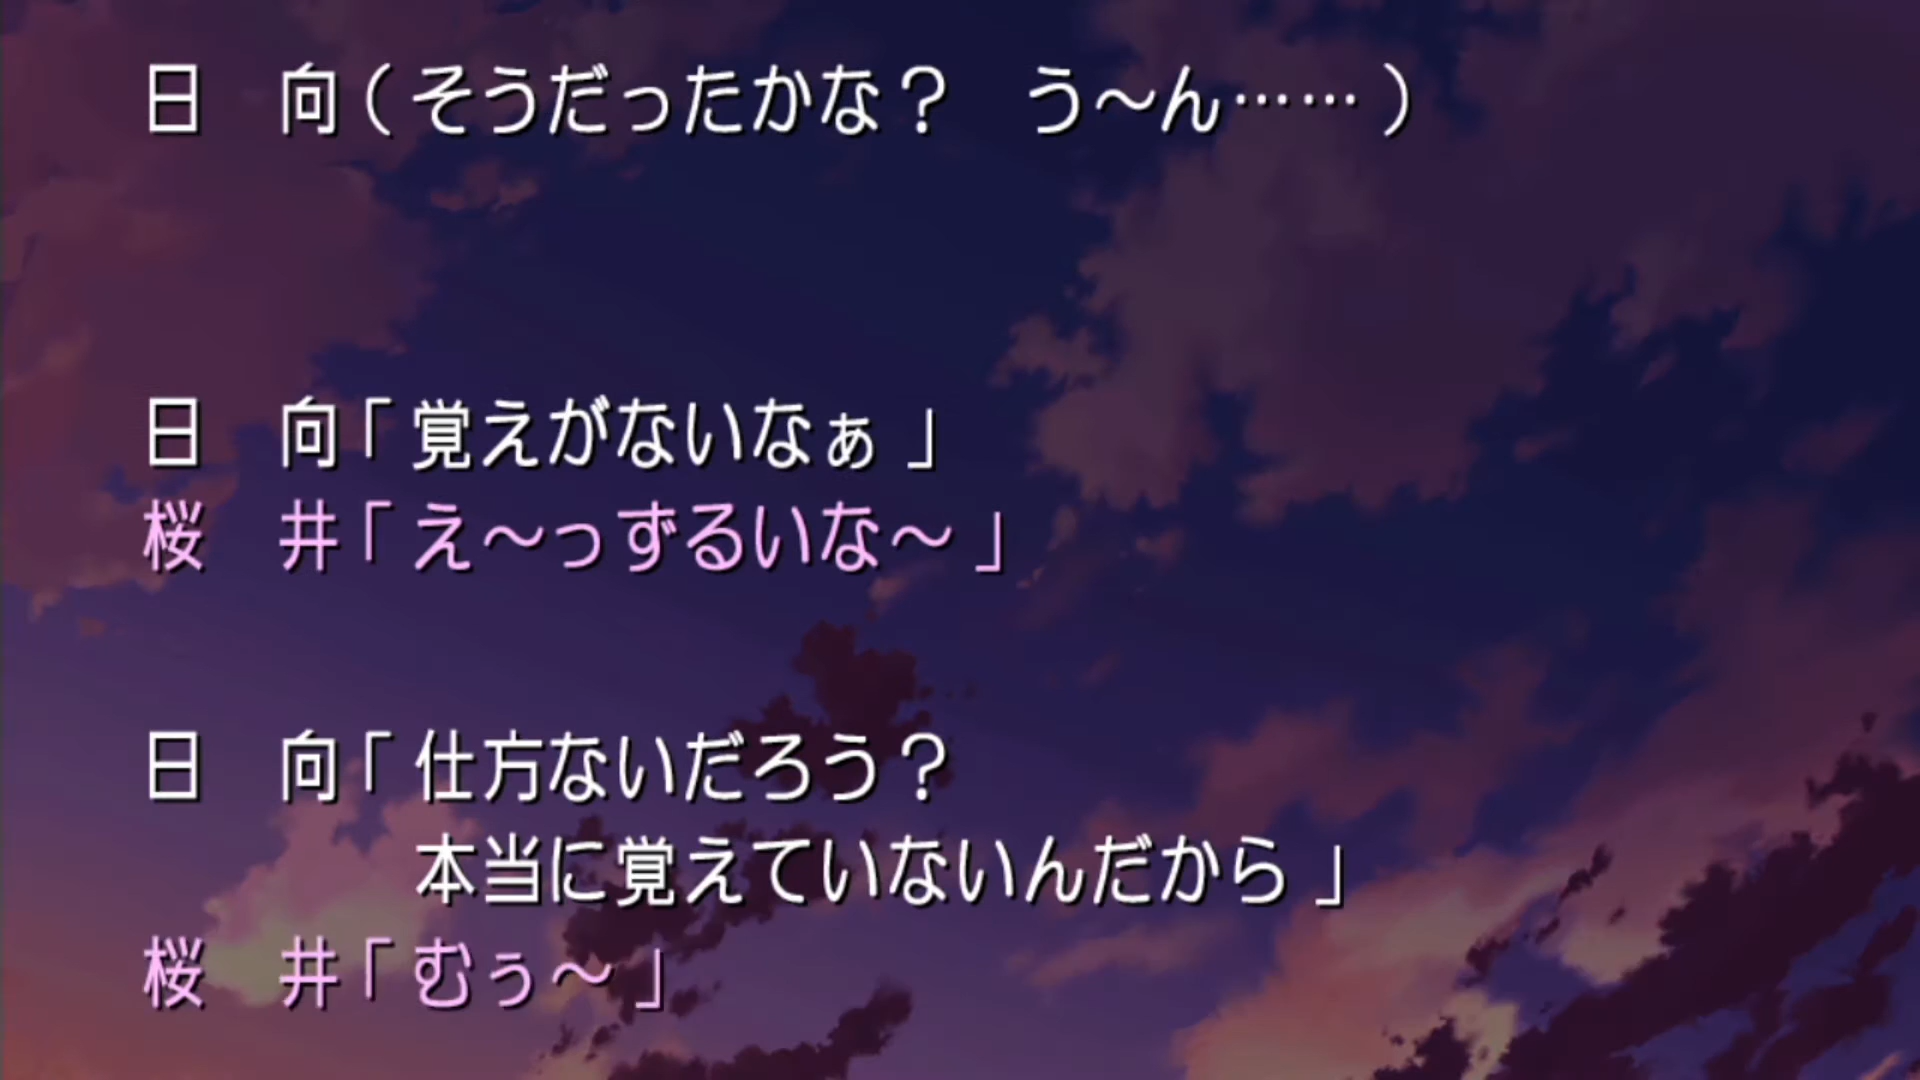 日　向（そうだったかな？　う～ん……）
日　向「覚えがないなぁ」
桜　井「え～っずるいな～」
日　向「仕方ないだろう？
本当に覚えていないんだから」
桜　井「むぅ～」